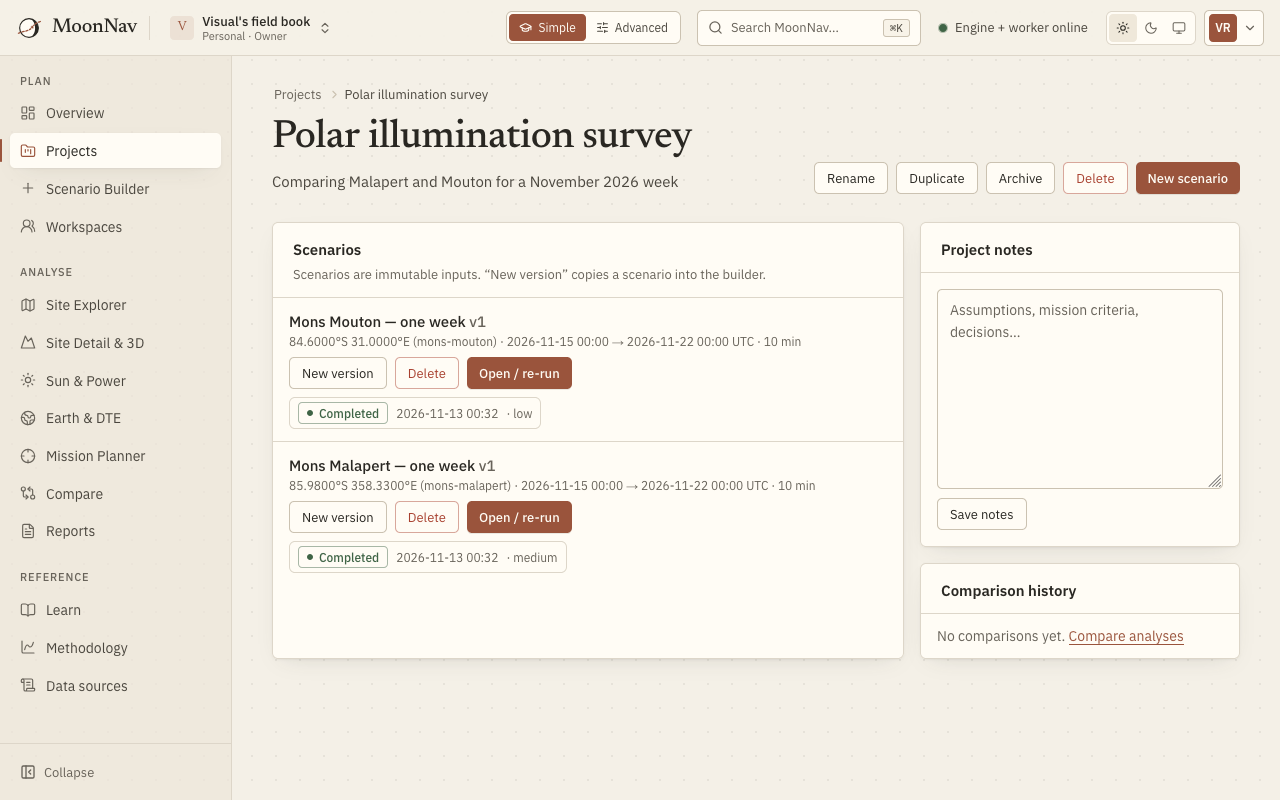 MoonNav
V
Visual's field book
Personal · Owner
Simple
Advanced
Search MoonNav...
⌘K
Engine + worker online
VR
PLAN
Overview
Projects
Scenario Builder
Workspaces
ANALYSE
Site Explorer
Site Detail & 3D
Sun & Power
Earth & DTE
Mission Planner
Compare
Reports
REFERENCE
Learn
Methodology
Data sources
Collapse
Projects > Polar illumination survey
Polar illumination survey
Comparing Malapert and Mouton for a November 2026 week
Rename
Duplicate
Archive
Delete
New scenario
Scenarios
Scenarios are immutable inputs. “New version” copies a scenario into the builder.
Mons Mouton — one week v1
84.6000°S 31.0000°E (mons-mouton) · 2026-11-15 00:00 → 2026-11-22 00:00 UTC · 10 min
New version
Delete
Open / re-run
Completed 2026-11-13 00:32 · low
Mons Malapert — one week v1
85.9800°S 358.3300°E (mons-malapert) · 2026-11-15 00:00 → 2026-11-22 00:00 UTC · 10 min
New version
Delete
Open / re-run
Completed 2026-11-13 00:32 · medium
Project notes
Assumptions, mission criteria,
decisions...
Save notes
Comparison history
No comparisons yet. Compare analyses